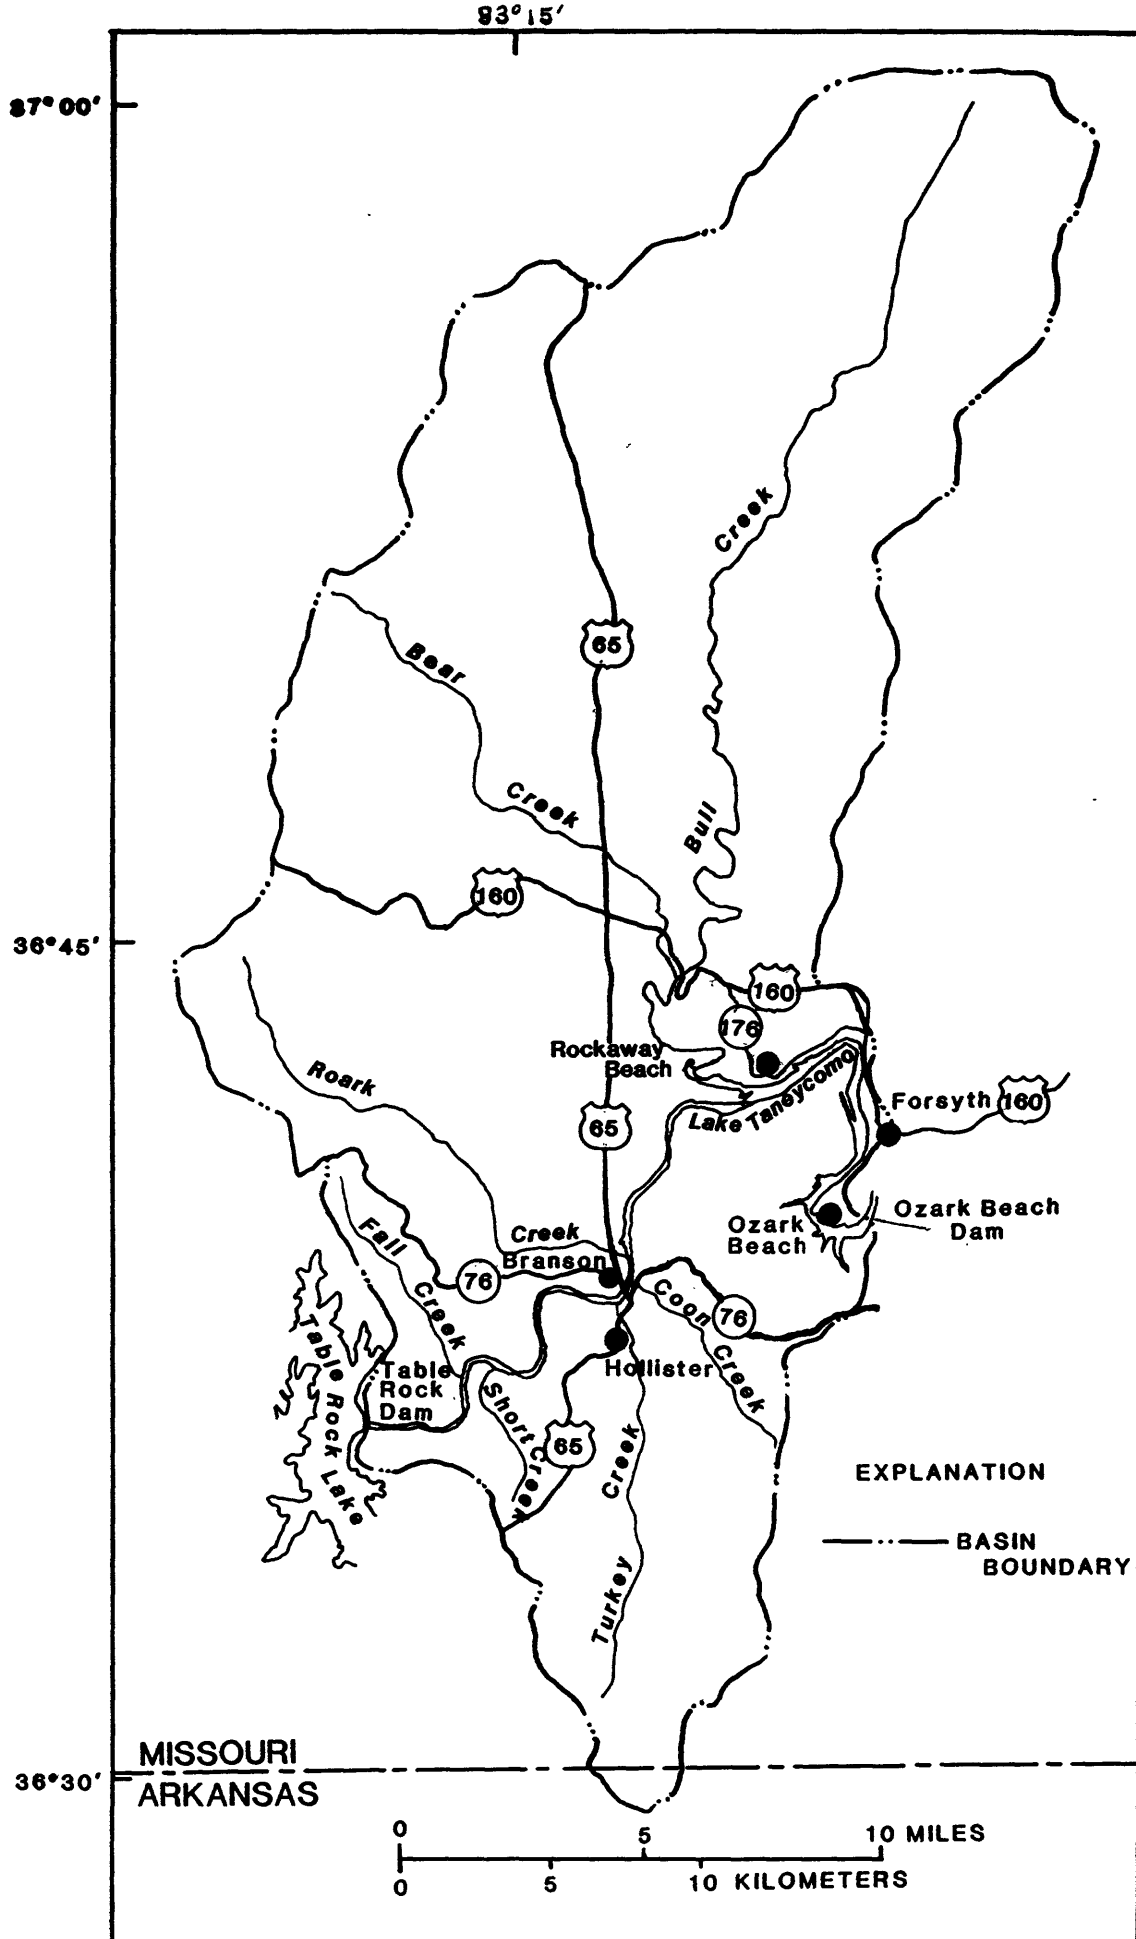 93°15'
37°00'
Creek
65
Bear
Creek
Bull
160
36°45'
160
176
Rockaway
Beach
Roark
65
Lake Taneycomo
Forsyth
160
Ozark Beach
Dam
Ozark
Beach
Fall
Creek
Creek
Branson
76
Coon
Creek
76
Table Rock Lake
Hollister
Table
Rock
Dam
Short Creek
65
Creek
Turkey
EXPLANATION
BASIN
BOUNDARY
MISSOURI
36°30'
ARKANSAS
0 5 10 MILES
0 5 10 KILOMETERS